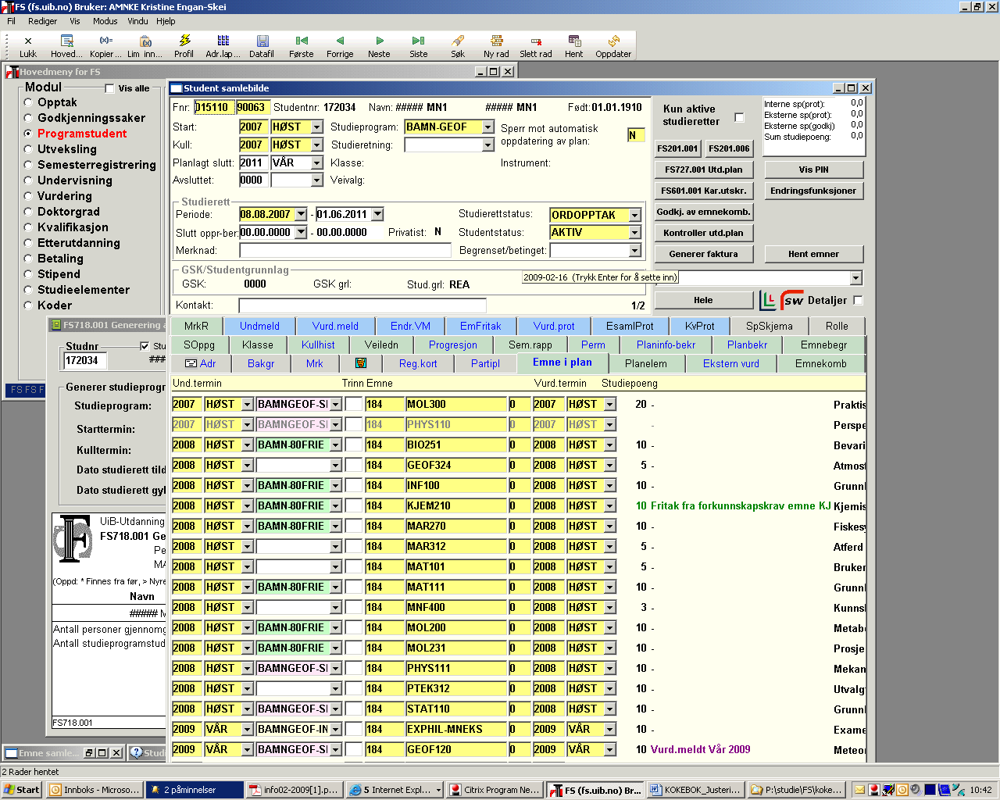 FS (fs.uib.no) Bruker: AMNKE Kristine Engan-Skei
Fil Rediger Vis Modus Vindu Hjelp
Lukk Hoved... Kopier ... Lim inn... Profil Adr.lap... Datafil Første Forrige Neste Siste Søk Ny rad Slett rad Hent Oppdater
Hovedmeny for FS
Modul Vis alle
Opptak
Godkjenningssaker
Programstudent
Utveksling
Semesterregistrering
Undervisning
Vurdering
Doktorgrad
Kvalifikasjon
Etterutdanning
Betaling
Stipend
Studieelementer
Koder
FS FS F
Student samlebilde
Fnr: 015110 90063 Studentnr: 172034 Navn: ##### MN1 ##### MN1 Født: 01.01.1910
Start: 2007 HØST Studieprogram: BAMN-GEOF Sperr mot automatisk oppdatering av plan: N
Kull: 2007 HØST Studieretning:
Planlagt slutt: 2011 VÅR Klasse: Instrument:
Avsluttet: 0000 Veivalg:
Studierett
Periode: 08.08.2007 - 01.06.2011 Studierettstatus: ORDOPPTAK
Slutt oppr-ber: 00.00.0000 - 00.00.0000 Privatist: N Studentstatus: AKTIV
Merknad: Begrenset/betinget:
GSK/Studentgrunnlag
GSK: 0000 GSK grl: Stud.grl: REA
2009-02-16 (Trykk Enter for å sette inn)
Kontakt: 1/2
Kun aktive studieretter
Interne sp(prot): 0,0
Eksterne sp(prot): 0,0
Eksterne sp(godkj) 0,0
Sum studiepoeng: 0,0
FS201.001 FS201.006
FS727.001 Utd.plan Vis PIN
FS601.001 Kar.utskr. Endringsfunksjoner
Godkj. av emnekomb.
Kontroller utd.plan
Generer faktura Hent emner
Hele LL sw Detaljer
MrkR Undmeld Vurd.meld Endr.VM EmFritak Vurd.prot EsamlProt KvProt SpSkjema Rolle
SOppg Klasse Kullhist Veiledn Progresjon Sem.rapp Perm Planinfo-bekr Planbekr Emnebegr
Adr Bakgr Mrk Reg.kort Partipl Emne i plan Planelem Ekstern vurd Emnekomb
Und.termin Trinn Emne Vurd.termin Studiepoeng
2007 HØST BAMNGEOF-SI 184 MOL300 0 2007 HØST 20 - Praktis
2007 HØST BAMNGEOF-SI 184 PHYS110 0 2007 HØST - Perspe
2008 HØST BAMN-80FRIE 184 BIO251 0 2008 HØST 10 - Bevari
2008 HØST 184 GEOF324 0 2008 HØST 5 - Atmos
2008 HØST BAMN-80FRIE 184 INF100 0 2008 HØST 10 - Grunnl
2008 HØST BAMN-80FRIE 184 KJEM210 0 2008 HØST 10 Fritak fra forkunnskapskrav emne KJ Kjemis
2008 HØST BAMN-80FRIE 184 MAR270 0 2008 HØST 10 - Fiskes
2008 HØST 184 MAR312 0 2008 HØST 5 - Atferd
2008 HØST 184 MAT101 0 2008 HØST 5 - Bruker
2008 HØST BAMN-80FRIE 184 MAT111 0 2008 HØST 10 - Grunnl
2008 HØST 184 MNF400 0 2008 HØST 3 - Kunnsl
2008 HØST BAMN-80FRIE 184 MOL200 0 2008 HØST 10 - Metab
2008 HØST BAMN-80FRIE 184 MOL231 0 2008 HØST 10 - Prosje
2008 HØST BAMNGEOF-SI 184 PHYS111 0 2008 HØST 10 - Mekan
2008 HØST 184 PTEK312 0 2008 HØST 10 - Utvalg
2008 HØST BAMNGEOF-SI 184 STAT110 0 2008 HØST 10 - Grunnl
2009 VÅR BAMNGEOF-IN 184 EXPHIL-MNEKS 0 2009 VÅR 10 - Exame
2009 VÅR BAMNGEOF-SI 184 GEOF120 0 2009 VÅR 10 Vurd.meldt Vår 2009 Meteor
FS718.001 Generering a
Studnr Stu
172034 ###
Generer studieprogr
Studieprogram:
Starttermin:
Kulltermin:
Dato studierett tild
Dato studierett gyl
UiB-Utdanning
FS718.001 Ge
Pe
MA
(Oppd: * Finnes fra før, > Nyre
Navn
##### M
Antall personer gjennomg
Antall studieprogramstud
FS718.001
Emne samle... Studi
2 Rader hentet
Start Innboks - Microso... 2 påminnelser info02-2009[1].p... 5 Internet Expl... Citrix Program Ne... FS (fs.uib.no) Br... KOKEBOK_Justeri... P:\studie\FS\koke... 10:42